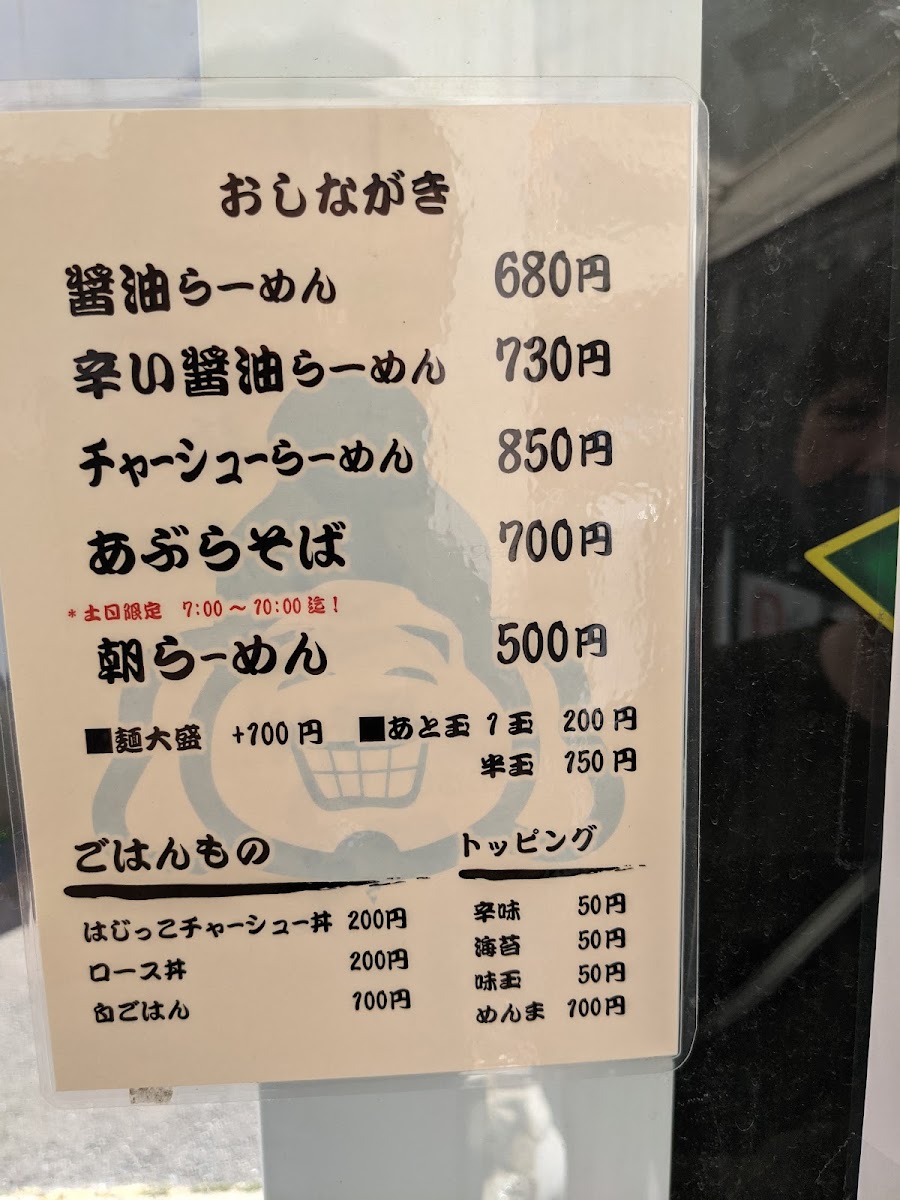 おしながき
醤油らーめん 680円
辛い醤油らーめん 730円
チャーシューらーめん 850円
あぶらそば 700円
*土日限定 7:00～10:00迄！
朝らーめん 500円
■麺大盛 +100円 ■あと玉 1玉 200円
半玉 150円
ごはんもの
はじっこチャーシュー丼 200円
ロース丼 200円
白ごはん 100円
トッピング
辛味 50円
海苔 50円
味玉 50円
めんま 100円